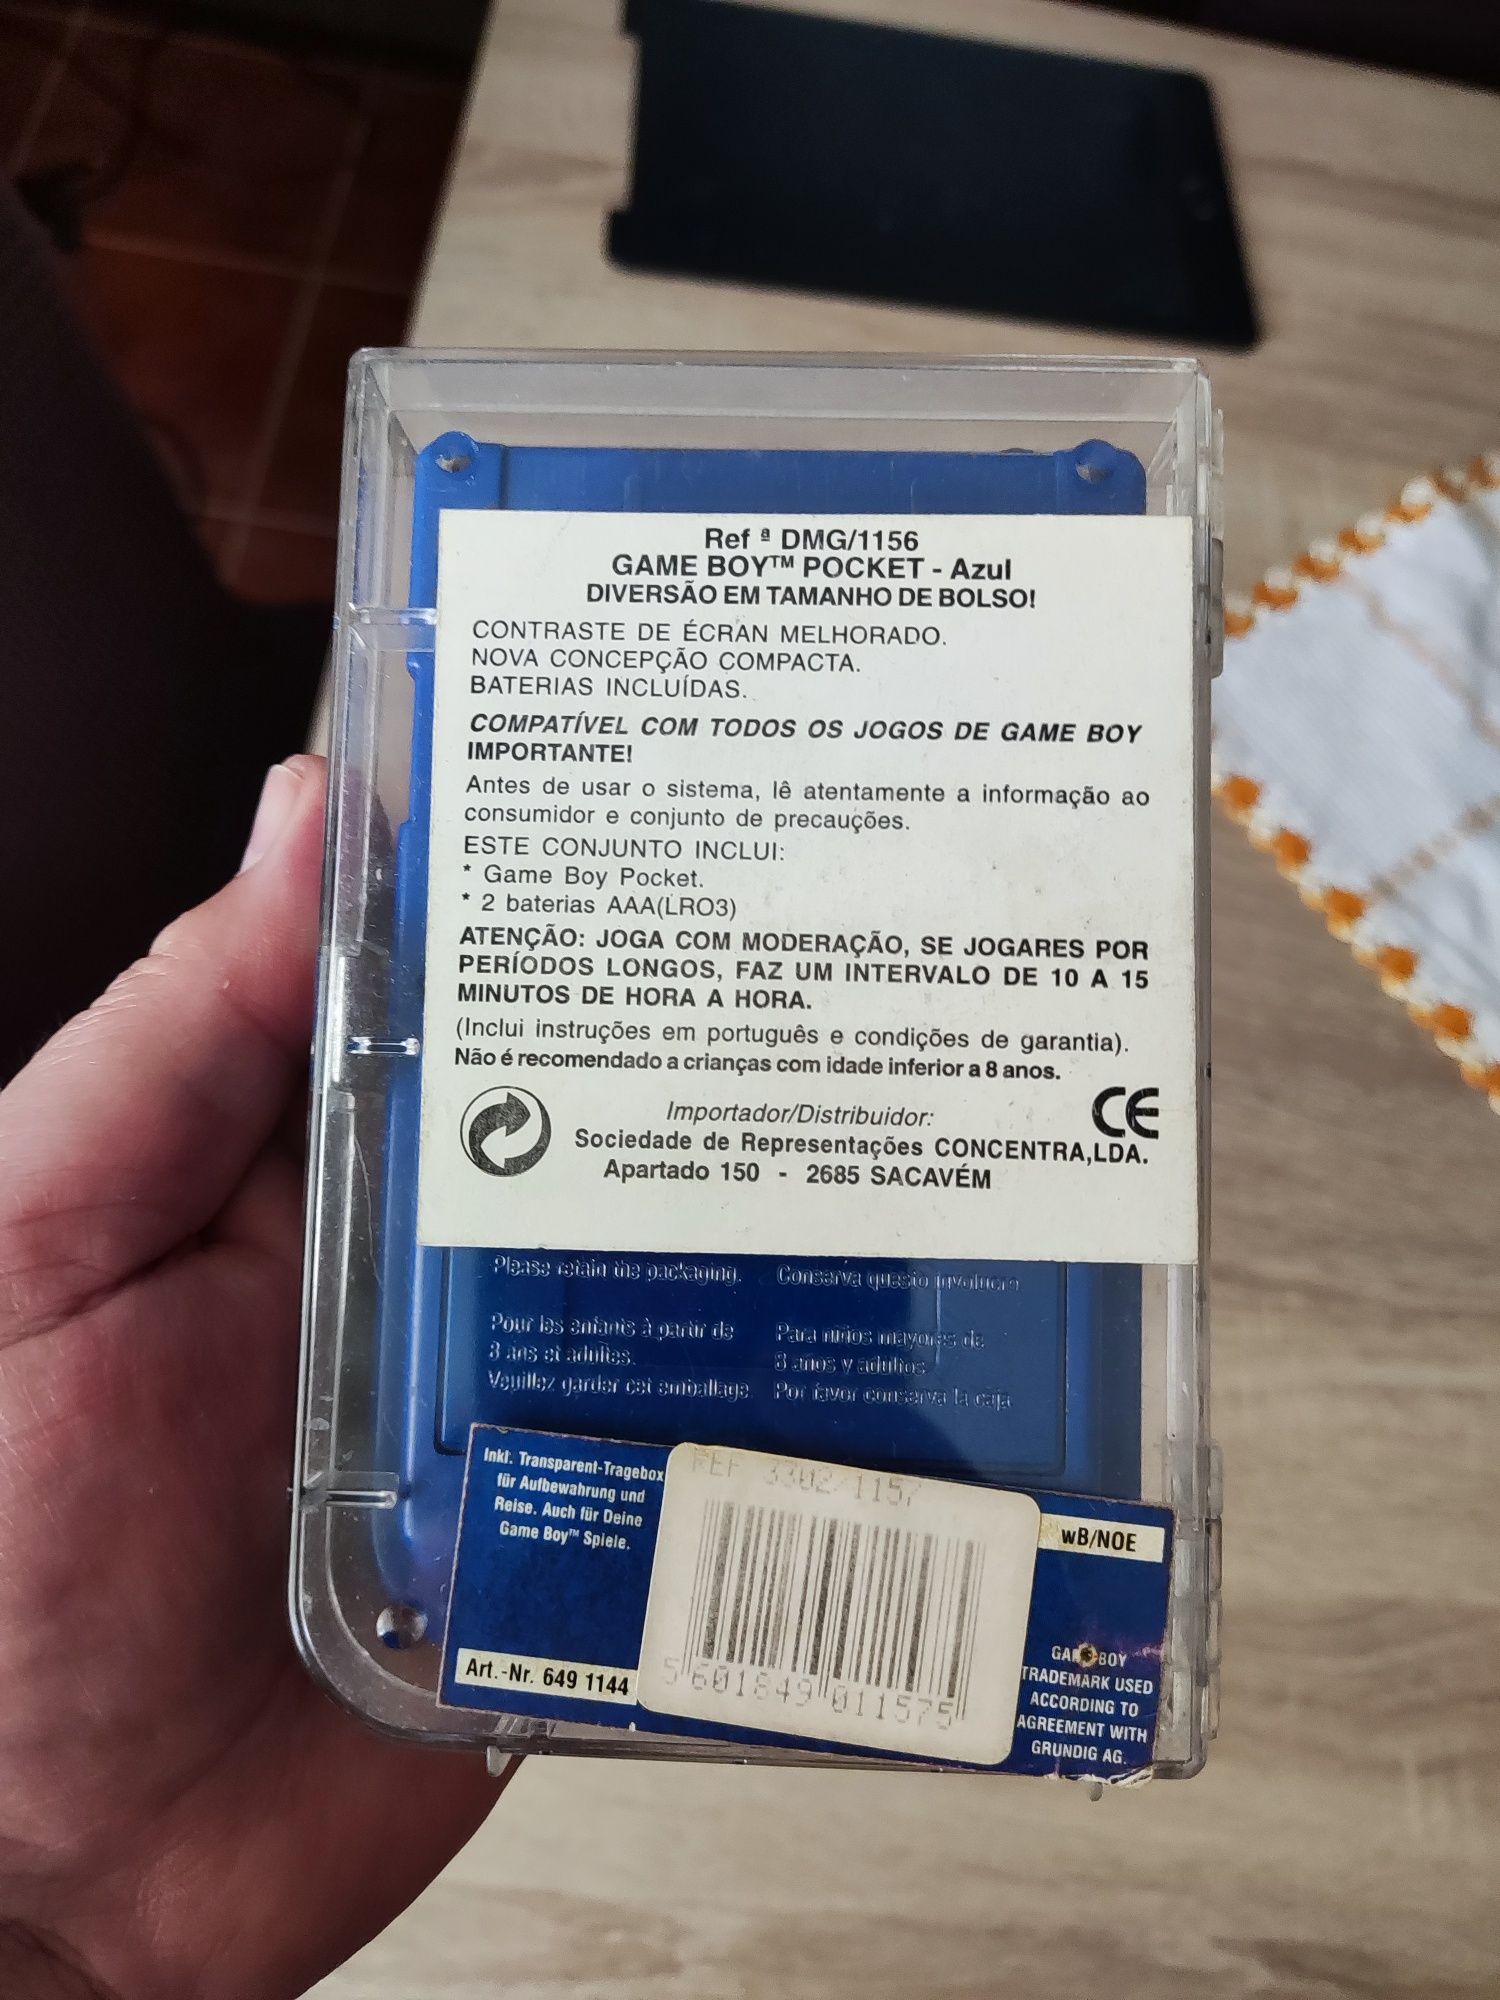 Ref ª DMG/1156
GAME BOY™ POCKET - Azul
DIVERSÃO EM TAMANHO DE BOLSO!
CONTRASTE DE ÉCRAN MELHORADO.
NOVA CONCEPÇÃO COMPACTA.
BATERIAS INCLUÍDAS.
COMPATÍVEL COM TODOS OS JOGOS DE GAME BOY
IMPORTANTE!
Antes de usar o sistema, lê atentamente a informação ao
consumidor e conjunto de precauções.
ESTE CONJUNTO INCLUI:
* Game Boy Pocket.
* 2 baterias AAA(LRO3)
ATENÇÃO: JOGA COM MODERAÇÃO, SE JOGARES POR
PERÍODOS LONGOS, FAZ UM INTERVALO DE 10 A 15
MINUTOS DE HORA A HORA.
(Inclui instruções em português e condições de garantia).
Não é recomendado a crianças com idade inferior a 8 anos.
CE
Importador/Distribuidor:
Sociedade de Representações CONCENTRA,LDA.
Apartado 150 - 2685 SACAVÉM
Please retain the packaging.
Conserva questo involucro
Pour les enfants à partir de
8 ans et adultes.
Veuillez garder cet emballage.
Para niños mayores de
8 años y adultos
Por favor conserva la caja
Inkl. Transparent-Tragebox
für Aufbewahrung und
Reise. Auch für Deine
Game Boy™ Spiele.
Art.-Nr. 649 1144
REF 3302/1157
5 601849 011575
wB/NOE
GAME BOY
TRADEMARK USED
ACCORDING TO
AGREEMENT WITH
GRUNDIG AG.